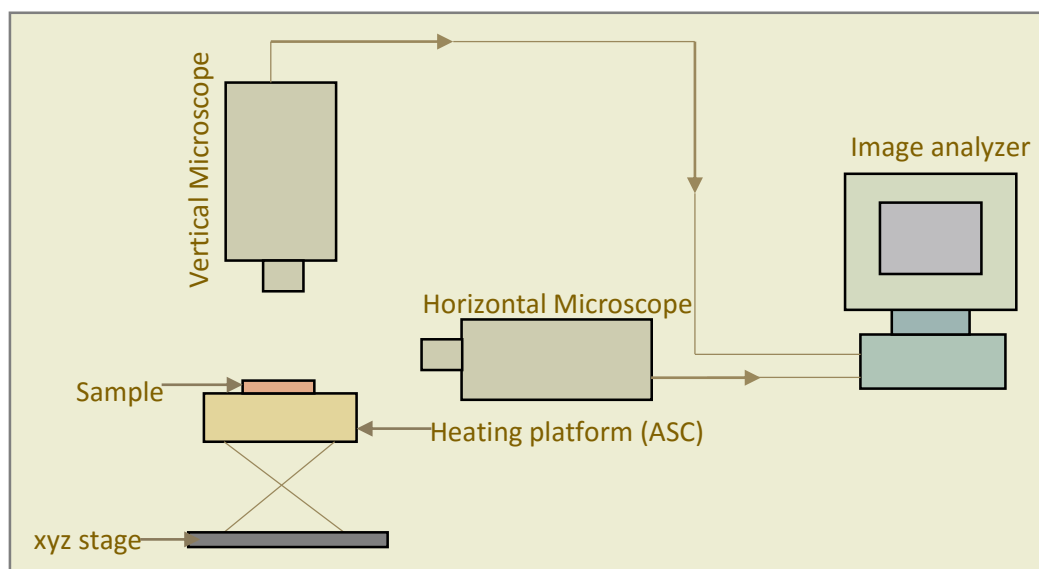 Vertical Microscope
Image analyzer
Horizontal Microscope
Sample
Heating platform (ASC)
xyz stage